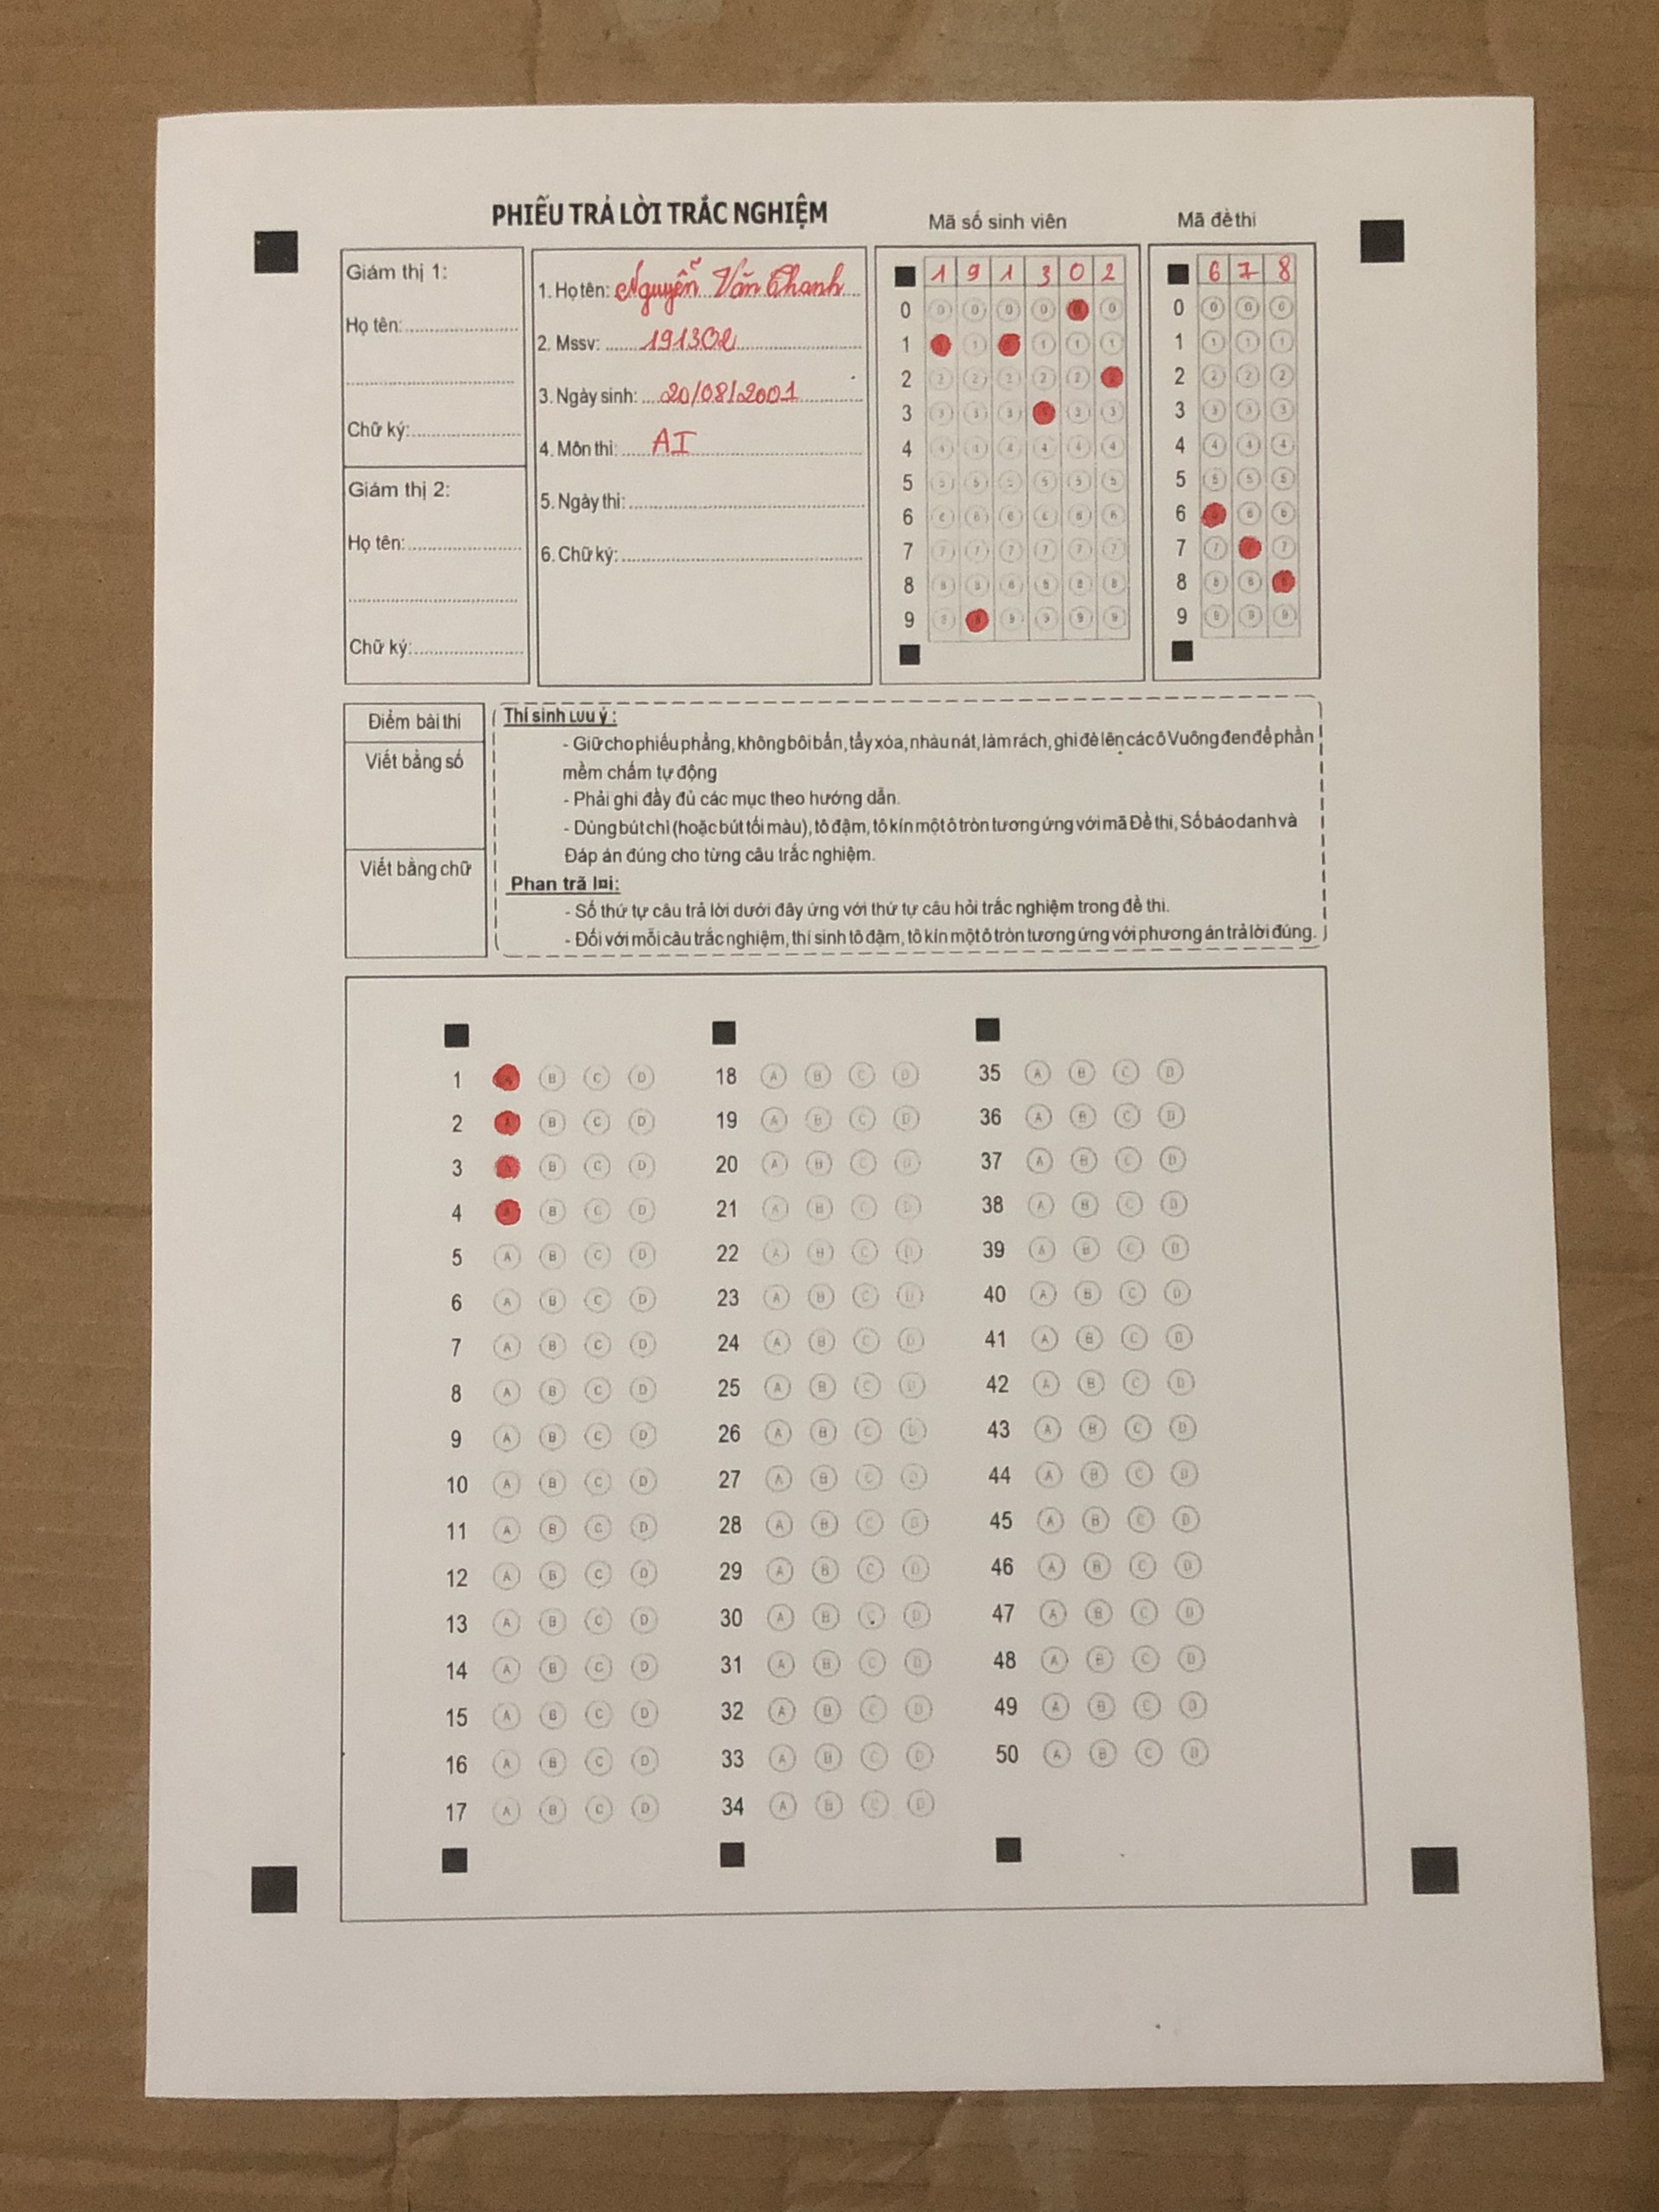 PHIẾU TRẢ LỜI TRẮC NGHIỆM
Mã số sinh viên
Mã đề thi
Giám thị 1:
Họ tên:
Chữ ký:
Giám thị 2:
Họ tên:
Chữ ký:
1. Họ tên: Nguyễn Văn Thanh
2. Mssv: 191302
3. Ngày sinh: 20/08/2001
4. Môn thi: AI
5. Ngày thi:
6. Chữ ký:
1 9 1 3 0 2
0 0 0 0 0 0
1 1 1 1
2 2 2 2 2
3 3 3 3 3
4 4 4 4 4 4 4
5 5 5 5 5 5 5
6 6 6 6 6 6 6
7 7 7 7 7 7 7
8 8 8 8 8 8 8
9 9 9 9 9 9
6 7 8
0 0 0 0
1 1 1 1
2 2 2 2
3 3 3 3
4 4 4 4
5 5 5 5
6 6 6
7 7 7
8 8 8
9 9 9 9
Điểm bài thi
Viết bằng số
Viết bằng chữ
Thí sinh Lưu ý:
- Giữ cho phiếu phẳng, không bôi bẩn, tẩy xóa, nhàu nát, làm rách, ghi đè lên các ô Vuông đen để phần
mềm chấm tự động
- Phải ghi đầy đủ các mục theo hướng dẫn.
- Dùng bút chì (hoặc bút tối màu), tô đậm, tô kín một ô tròn tương ứng với mã Đề thi, Số báo danh và
Đáp án đúng cho từng câu trắc nghiệm.
- Số thứ tự câu trả lời dưới đây ứng với thứ tự câu hỏi trắc nghiệm trong đề thi.
- Đối với mỗi câu trắc nghiệm, thí sinh tô đậm, tô kín một ô tròn tương ứng với phương án trả lời đúng.
1 A B C D
2 A B C D
3 A B C D
4 A B C D
5 A B C D
6 A B C D
7 A B C D
8 A B C D
9 A B C D
10 A B C D
11 A B C D
12 A B C D
13 A B C D
14 A B C D
15 A B C D
16 A B C D
17 A B C D
18 A B C D
19 A B C D
20 A B C D
21 A B C D
22 A B C D
23 A B C D
24 A B C D
25 A B C D
26 A B C D
27 A B C D
28 A B C D
29 A B C D
30 A B C D
31 A B C D
32 A B C D
33 A B C D
34 A B C D
35 A B C D
36 A B C D
37 A B C D
38 A B C D
39 A B C D
40 A B C D
41 A B C D
42 A B C D
43 A B C D
44 A B C D
45 A B C D
46 A B C D
47 A B C D
48 A B C D
49 A B C D
50 A B C D